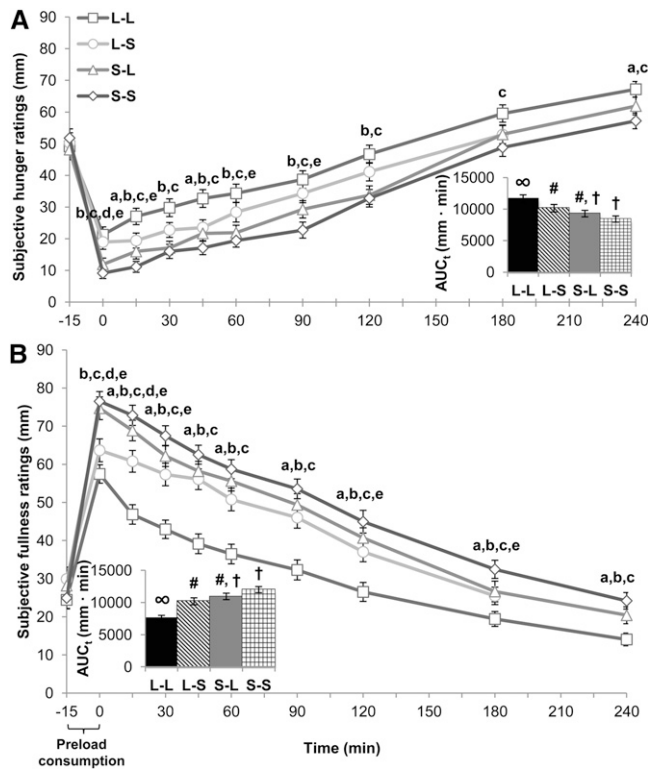 A
90
80
70
60
50
40
30
20
10
0
Subjective hunger ratings (mm)
L-L
L-S
S-L
S-S
b,c,d,e
a,b,c,e
b,c
a,b,c
b,c,e
b,c,e
b,c
c
a,c
-15 0 30 60 90 120 150 180 210 240
AUCt (mm · min)
15000
10000
5000
0
∞ # #, † †
L-L L-S S-L S-S
B
90
80
70
60
50
40
30
20
10
0
Subjective fullness ratings (mm)
b,c,d,e
a,b,c,d,e
a,b,c,e
a,b,c
a,b,c
a,b,c
a,b,c,e
a,b,c,e
a,b,c
AUCt (mm · min)
15000
10000
5000
0
∞ # #, † †
L-L L-S S-L S-S
-15 0 30 60 90 120 150 180 210 240
Preload
consumption
Time (min)